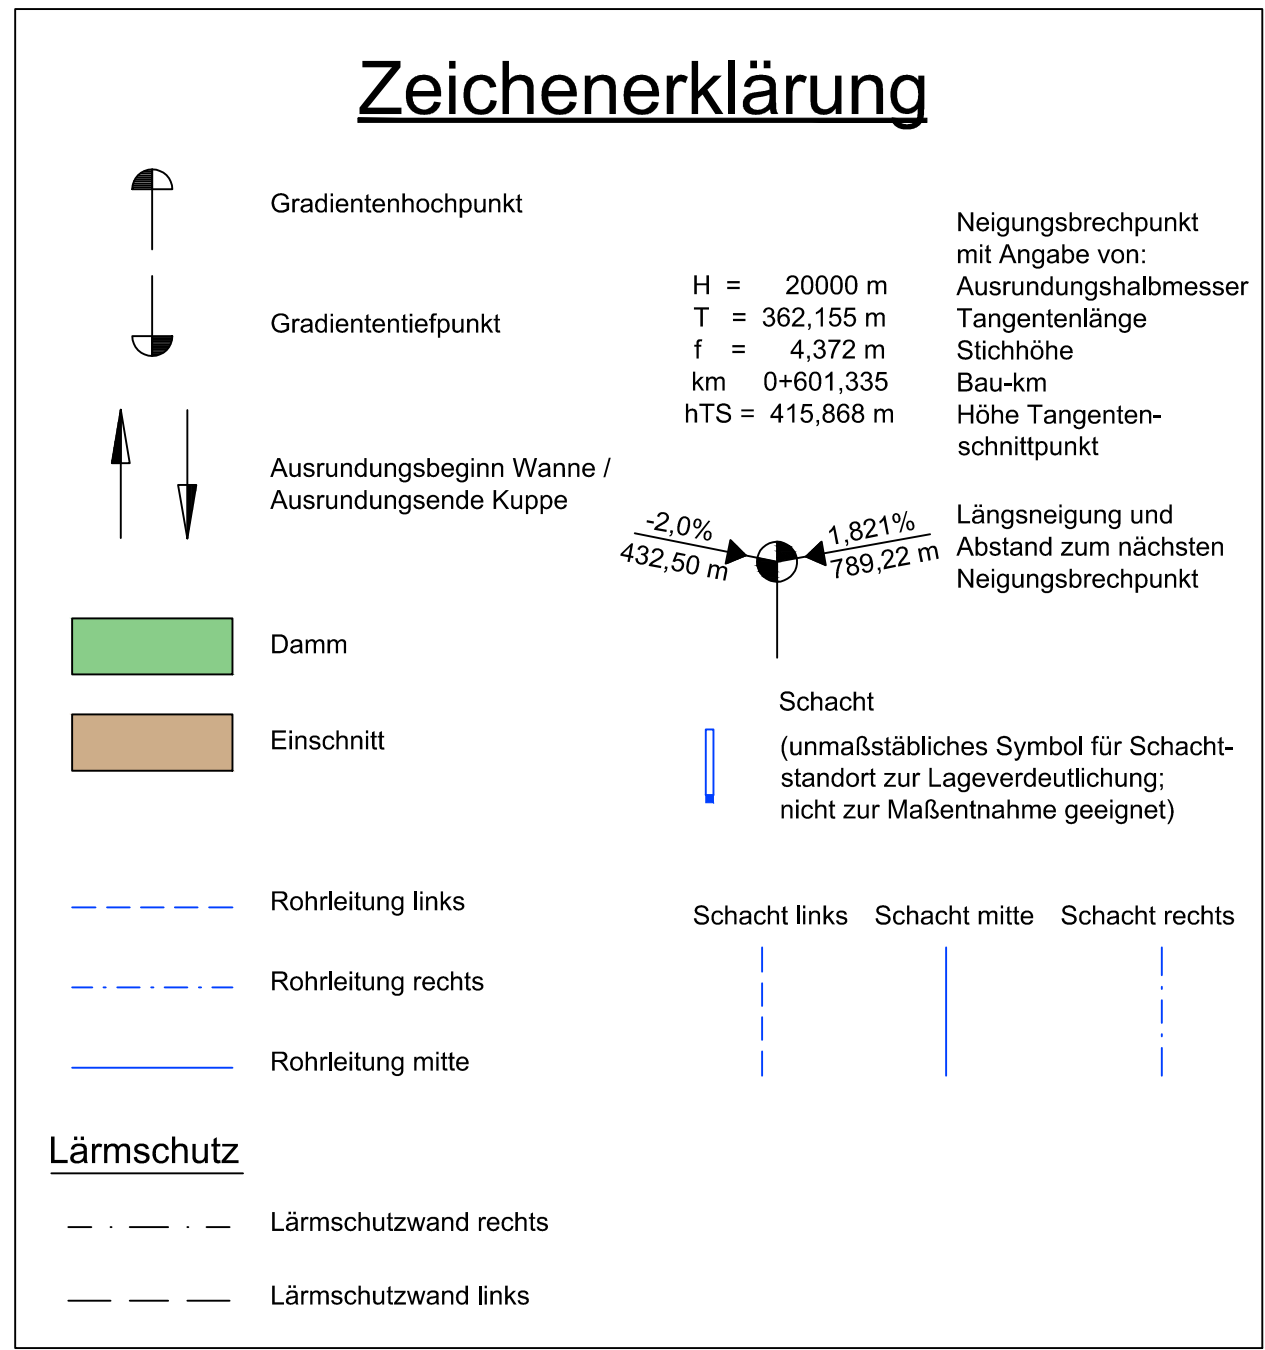 Zeichenerklärung
Gradientenhochpunkt
Gradiententiefpunkt
Ausrundungsbeginn Wanne /
Ausrundungsende Kuppe
Damm
Einschnitt
Neigungsbrechpunkt
mit Angabe von:
H = 20000 m Ausrundungshalbmesser
T = 362,155 m Tangentenlänge
f = 4,372 m Stichhöhe
km 0+601,335 Bau-km
hTS = 415,868 m Höhe Tangenten-
schnittpunkt
-2,0%
432,50 m
1,821%
789,22 m
Längsneigung und
Abstand zum nächsten
Neigungsbrechpunkt
Schacht
(unmaßstäbliches Symbol für Schacht-
standort zur Lageverdeutlichung;
nicht zur Maßentnahme geeignet)
Rohrleitung links
Rohrleitung rechts
Rohrleitung mitte
Schacht links Schacht mitte Schacht rechts
Lärmschutz
Lärmschutzwand rechts
Lärmschutzwand links